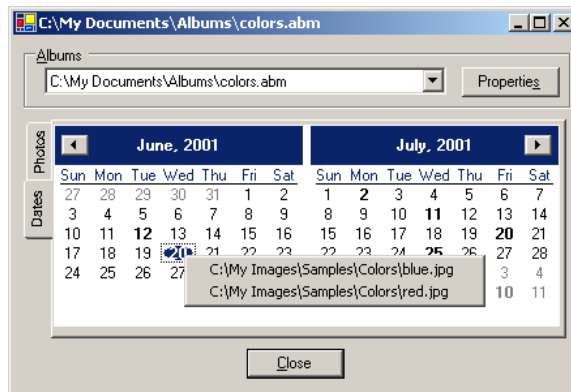 C:\My Documents\Albums\colors.abm
Albums
C:\My Documents\Albums\colors.abm
Properties
Photos
Dates
June, 2001
Sun Mon Tue Wed Thu Fri Sat
27 28 29 30 31 1 2
3 4 5 6 7 8 9
10 11 12 13 14 15 16
17 18 19 20 21 22 23
24 25 26 27
July, 2001
Sun Mon Tue Wed Thu Fri Sat
1 2 3 4 5 6 7
8 9 10 11 12 13 14
15 16 17 18 19 20 21
22 23 24 25 26 27 28
3 4
10 11
C:\My Images\Samples\Colors\blue.jpg
C:\My Images\Samples\Colors\red.jpg
Close